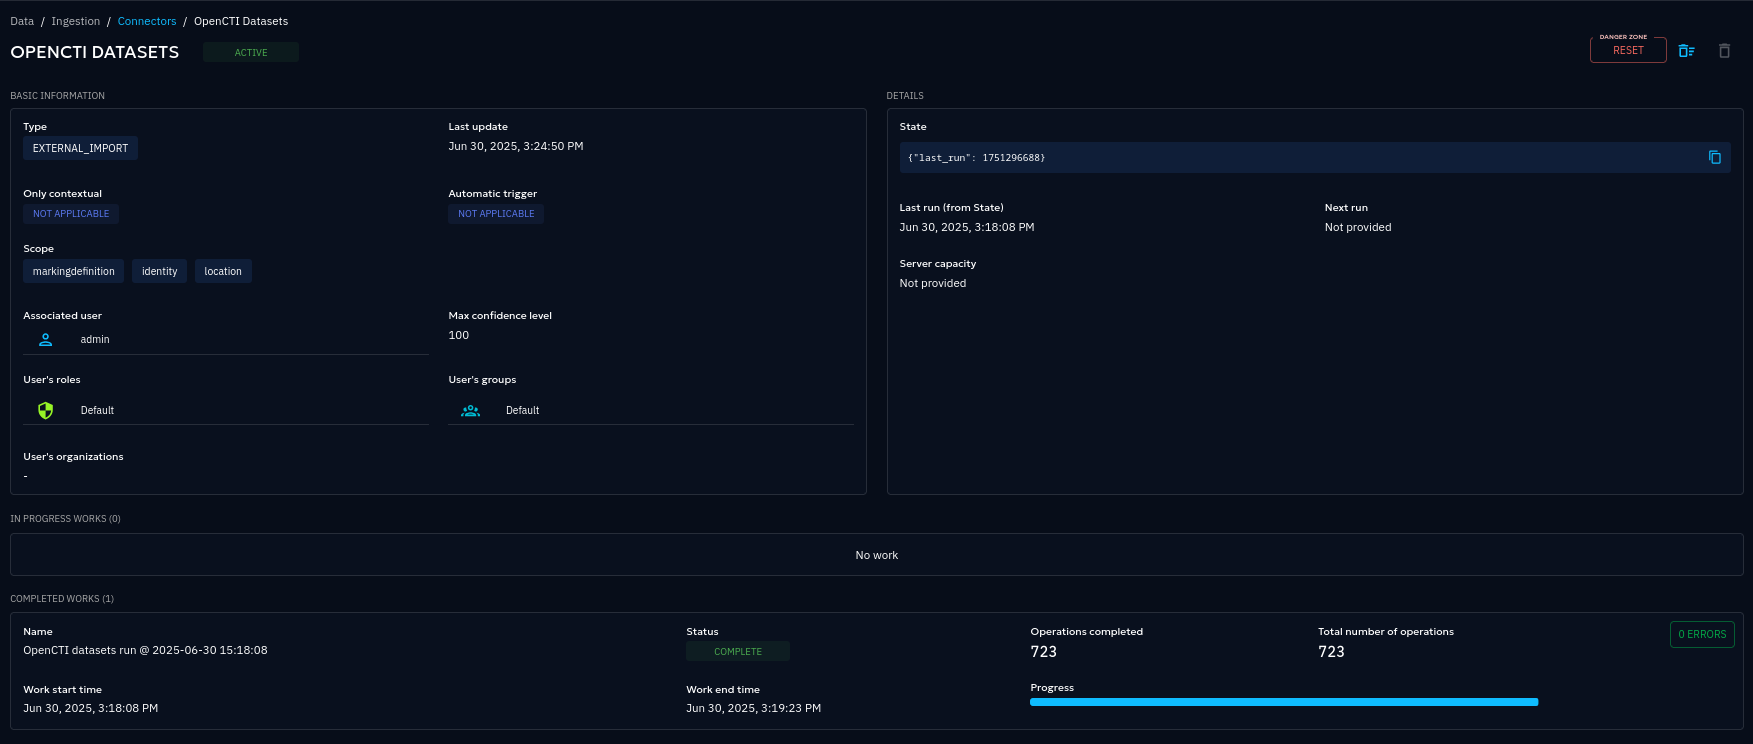 Data / Ingestion / Connectors / OpenCTI Datasets
OPENCTI DATASETS
ACTIVE
DANGER ZONE
RESET
BASIC INFORMATION
Type
EXTERNAL_IMPORT
Last update
Jun 30, 2025, 3:24:50 PM
Only contextual
NOT APPLICABLE
Automatic trigger
NOT APPLICABLE
Scope
markingdefinition identity location
Associated user
admin
Max confidence level
100
User's roles
Default
User's groups
Default
User's organizations
-
DETAILS
State
{"last_run": 1751296688}
Last run (from State)
Jun 30, 2025, 3:18:08 PM
Next run
Not provided
Server capacity
Not provided
IN PROGRESS WORKS (0)
No work
COMPLETED WORKS (1)
Name
OpenCTI datasets run @ 2025-06-30 15:18:08
Status
COMPLETE
Operations completed
723
Total number of operations
723
0 ERRORS
Work start time
Jun 30, 2025, 3:18:08 PM
Work end time
Jun 30, 2025, 3:19:23 PM
Progress